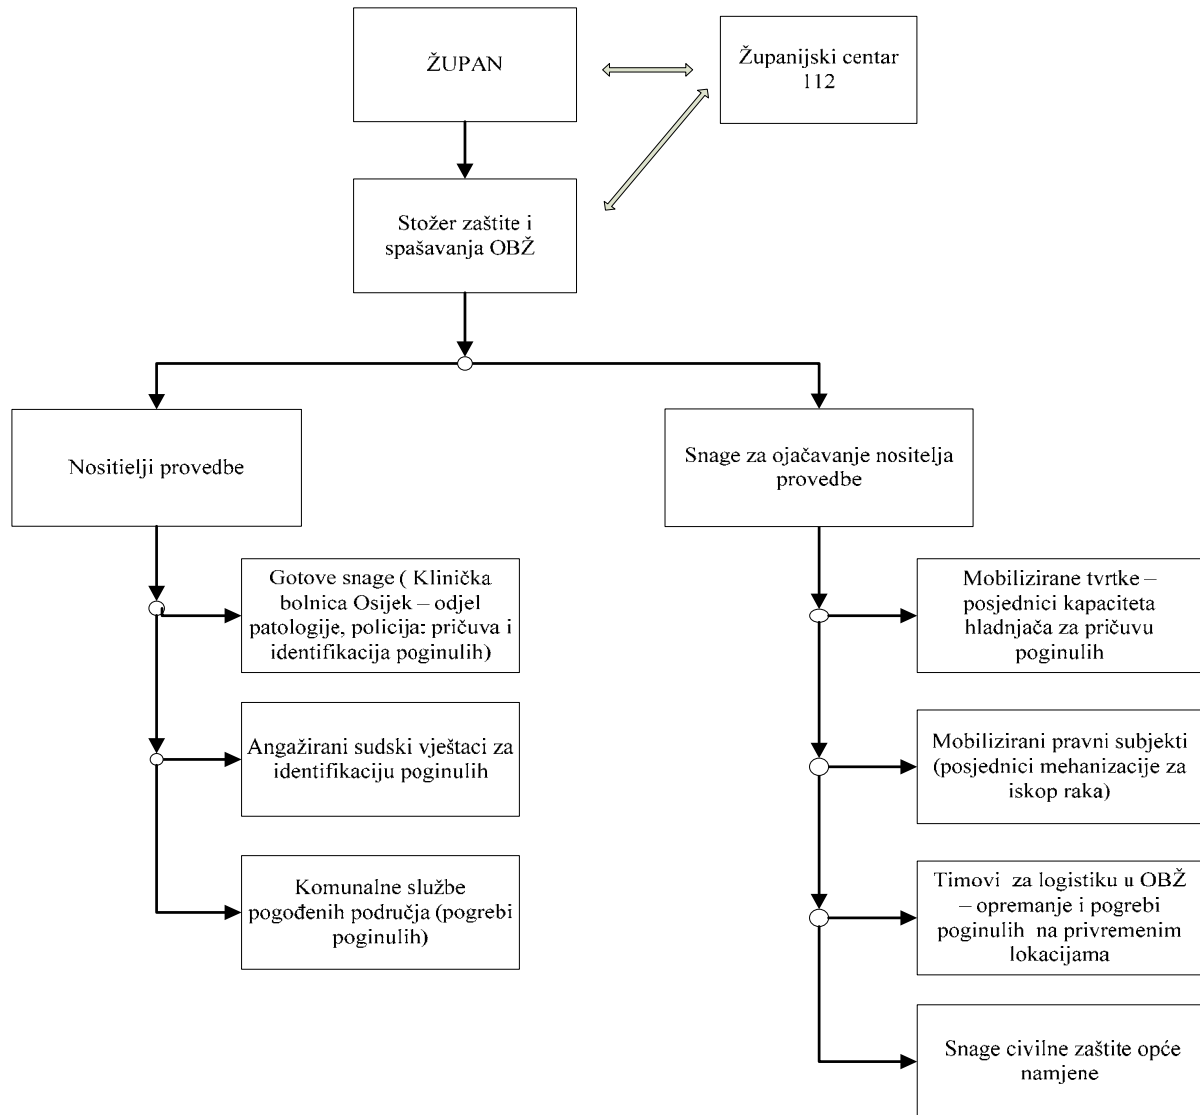 ŽUPAN
Županijski centar
112
Stožer zaštite i
spašavanja OBŽ
Nositielji provedbe
Snage za ojačavanje nositelja
provedbe
Gotove snage ( Klinička
bolnica Osijek – odjel
patologije, policija: pričuva i
identifikacija poginulih)
Mobilizirane tvrtke –
posjednici kapaciteta
hladnjača za pričuvu
poginulih
Angažirani sudski vještaci za
identifikaciju poginulih
Mobilizirani pravni subjekti
(posjednici mehanizacije za
iskop raka)
Komunalne službe
pogođenih područja (pogrebi
poginulih)
Timovi za logistiku u OBŽ
– opremanje i pogrebi
poginulih na privremenim
lokacijama
Snage civilne zaštite opće
namjene